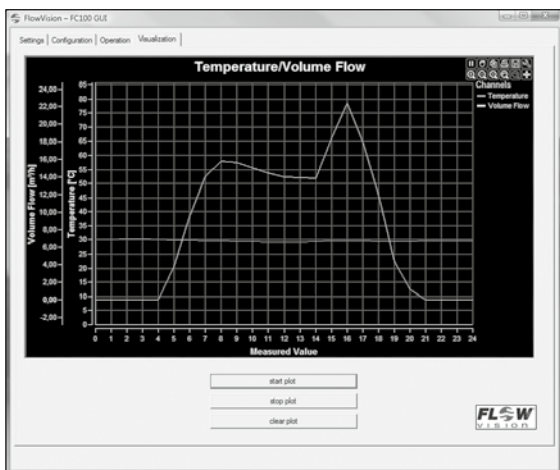 FlowVision – FC100 GUI
Settings Configuration Operation Visualization
Temperature/Volume Flow
Channels
Temperature
Volume Flow
Volume Flow [m³/h]
24,00
22,00
20,00
18,00
16,00
14,00
12,00
10,00
8,00
6,00
4,00
2,00
0,00
-2,00
Temperature [°C]
85
80
75
70
65
60
55
50
45
40
35
30
25
20
15
10
5
0
0 1 2 3 4 5 6 7 8 9 10 11 12 13 14 15 16 17 18 19 20 21 22 23 24
Measured Value
start plot
stop plot
clear plot
FLOW
VISION